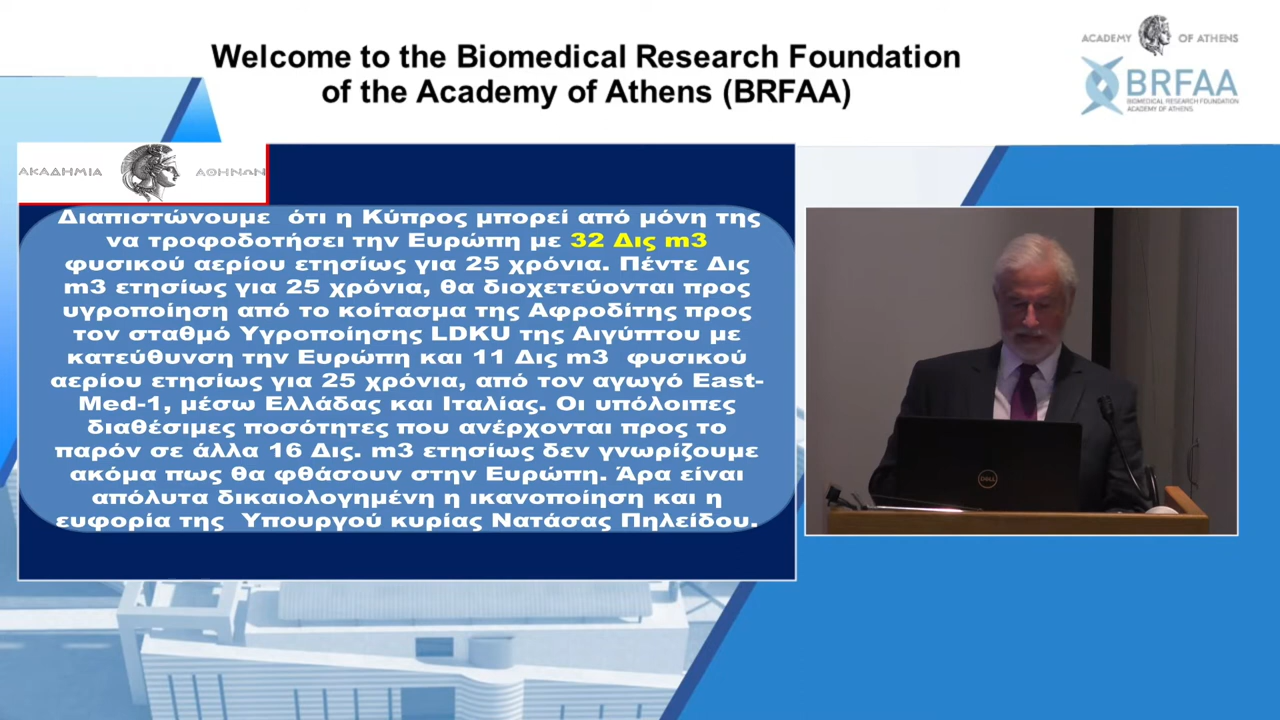 Welcome to the Biomedical Research Foundation
of the Academy of Athens (BRFAA)
ACADEMY OF ATHENS
BRFAA
BIOMEDICAL RESEARCH FOUNDATION
ACADEMY OF ATHENS
ΑΚΑΔΗΜΙΑ ΑΘΗΝΩΝ
Διαπιστώνουμε ότι η Κύπρος μπορεί από μόνη της
να τροφοδοτήσει την Ευρώπη με 32 Δις m3
φυσικού αερίου ετησίως για 25 χρόνια. Πέντε Δις
m3 ετησίως για 25 χρόνια, θα διοχετεύονται προς
υγροποίηση από το κοίτασμα της Αφροδίτης προς
τον σταθμό Υγροποίησης LDKU της Αιγύπτου με
κατεύθυνση την Ευρώπη και 11 Δις m3 φυσικού
αερίου ετησίως για 25 χρόνια, από τον αγωγό East-
Med-1, μέσω Ελλάδας και Ιταλίας. Οι υπόλοιπες
διαθέσιμες ποσότητες που ανέρχονται προς το
παρόν σε άλλα 16 Δις. m3 ετησίως δεν γνωρίζουμε
ακόμα πως θα φθάσουν στην Ευρώπη. Άρα είναι
απόλυτα δικαιολογημένη η ικανοποίηση και η
ευφορία της Υπουργού κυρίας Νατάσας Πηλείδου.
DELL